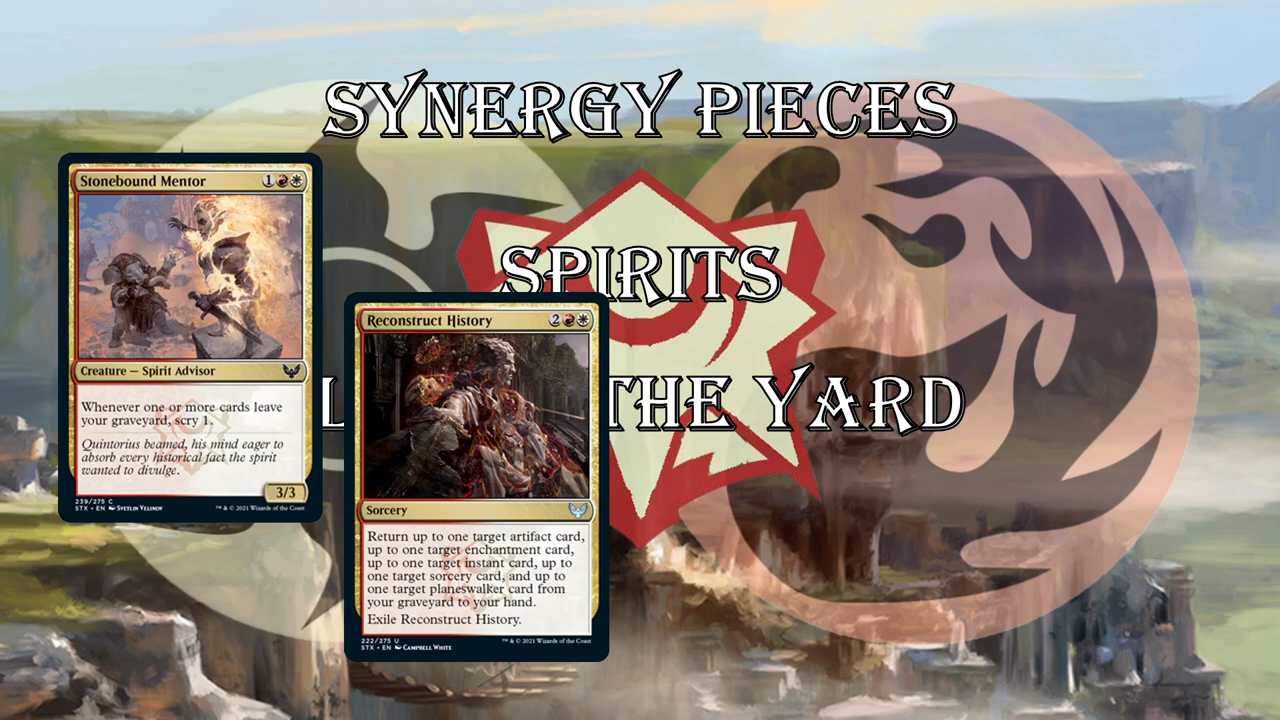 SYNERGY PIECES
SPIRITS
THE YARD
Stonebound Mentor 1
Creature — Spirit Advisor
Whenever one or more cards leave
your graveyard, scry 1.
Quintorius beamed, his mind eager to
absorb every historical fact the spirit
wanted to divulge.
3/3
239/275 C
STX • EN SVETLIN VELINOV
™ & © 2021 Wizards of the Coast
Reconstruct History 2
Sorcery
Return up to one target artifact card,
up to one target enchantment card,
up to one target instant card, up to
one target sorcery card, and up to
one target planeswalker card from
your graveyard to your hand.
Exile Reconstruct History.
222/275 U
STX • EN CAMPBELL WHITE
™ & © 2021 Wizards of the Coast